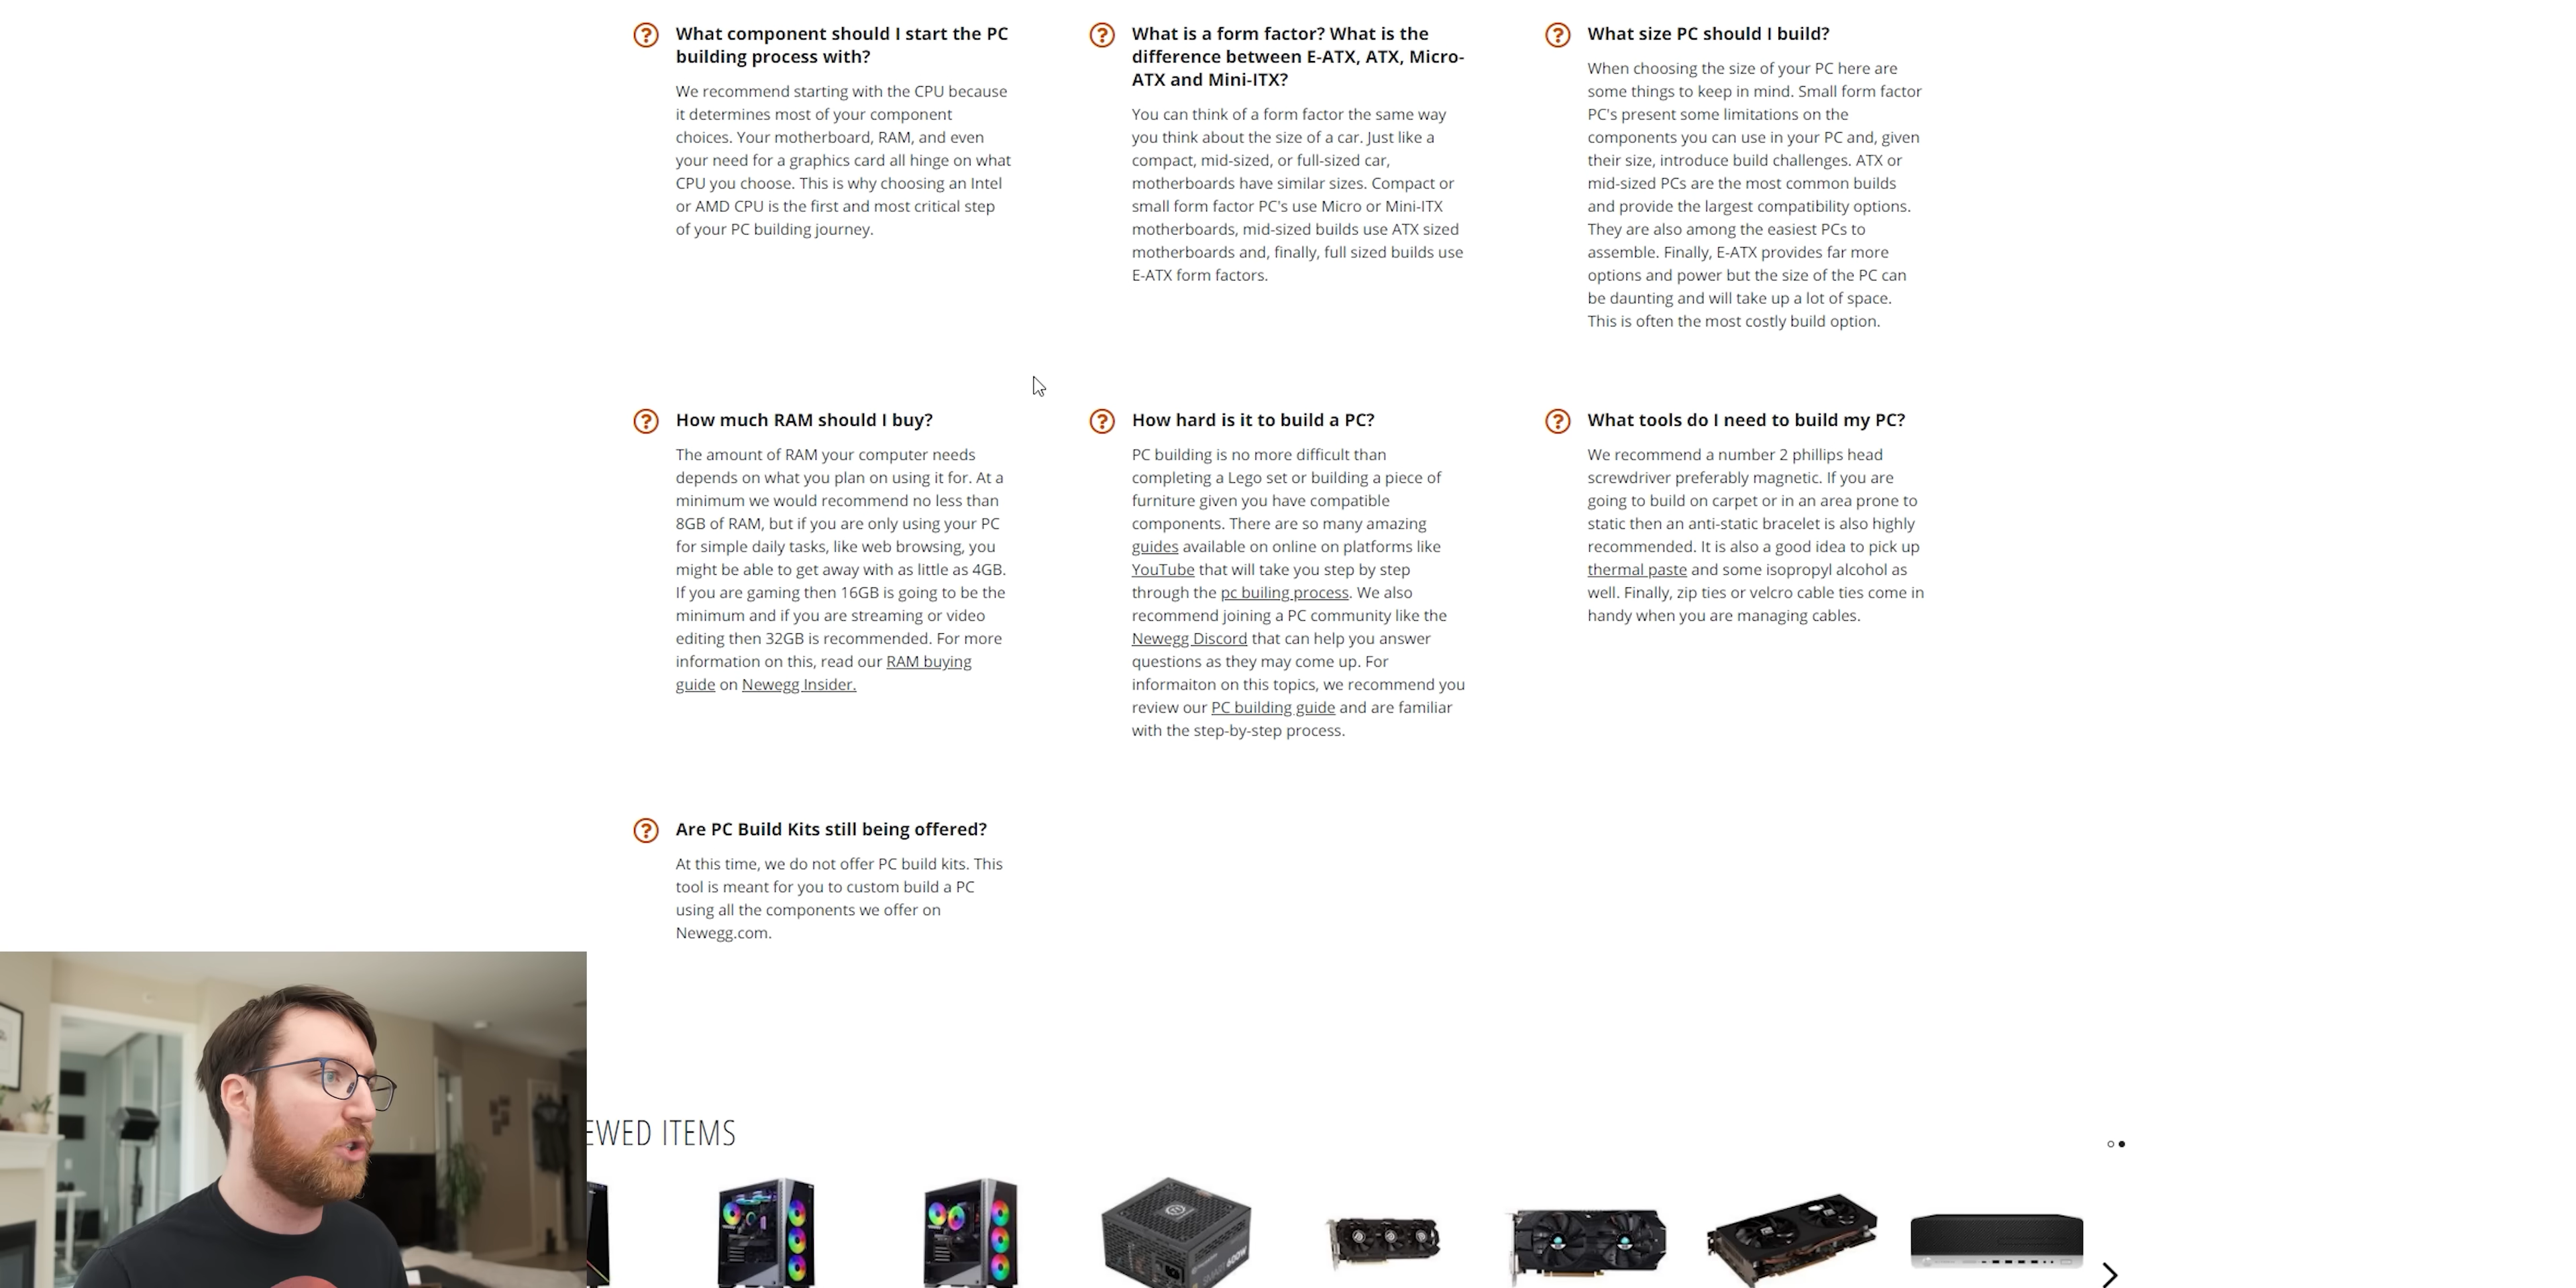 What component should I start the PC
building process with?
We recommend starting with the CPU because
it determines most of your component
choices. Your motherboard, RAM, and even
your need for a graphics card all hinge on what
CPU you choose. This is why choosing an Intel
or AMD CPU is the first and most critical step
of your PC building journey.
What is a form factor? What is the
difference between E-ATX, ATX, Micro-
ATX and Mini-ITX?
You can think of a form factor the same way
you think about the size of a car. Just like a
compact, mid-sized, or full-sized car,
motherboards have similar sizes. Compact or
small form factor PC's use Micro or Mini-ITX
motherboards, mid-sized builds use ATX sized
motherboards and, finally, full sized builds use
E-ATX form factors.
What size PC should I build?
When choosing the size of your PC here are
some things to keep in mind. Small form factor
PC's present some limitations on the
components you can use in your PC and, given
their size, introduce build challenges. ATX or
mid-sized PCs are the most common builds
and provide the largest compatibility options.
They are also among the easiest PCs to
assemble. Finally, E-ATX provides far more
options and power but the size of the PC can
be daunting and will take up a lot of space.
This is often the most costly build option.
How much RAM should I buy?
The amount of RAM your computer needs
depends on what you plan on using it for. At a
minimum we would recommend no less than
8GB of RAM, but if you are only using your PC
for simple daily tasks, like web browsing, you
might be able to get away with as little as 4GB.
If you are gaming then 16GB is going to be the
minimum and if you are streaming or video
editing then 32GB is recommended. For more
information on this, read our RAM buying
guide on Newegg Insider.
How hard is it to build a PC?
PC building is no more difficult than
completing a Lego set or building a piece of
furniture given you have compatible
components. There are so many amazing
guides available on online on platforms like
YouTube that will take you step by step
through the pc builing process. We also
recommend joining a PC community like the
Newegg Discord that can help you answer
questions as they may come up. For
informaiton on this topics, we recommend you
review our PC building guide and are familiar
with the step-by-step process.
What tools do I need to build my PC?
We recommend a number 2 phillips head
screwdriver preferably magnetic. If you are
going to build on carpet or in an area prone to
static then an anti-static bracelet is also highly
recommended. It is also a good idea to pick up
thermal paste and some isopropyl alcohol as
well. Finally, zip ties or velcro cable ties come in
handy when you are managing cables.
Are PC Build Kits still being offered?
At this time, we do not offer PC build kits. This
tool is meant for you to custom build a PC
using all the components we offer on
Newegg.com.
EWED ITEMS
600W